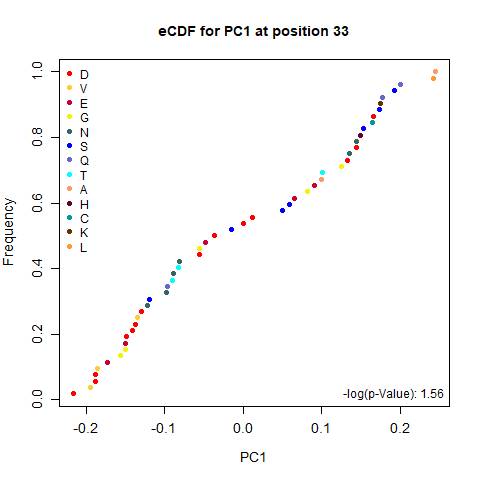 eCDF for PC1 at position 33
Frequency
1.0
0.8
0.6
0.4
0.2
0.0
D
V
E
G
N
S
Q
T
A
H
C
K
L
-log(p-Value): 1.56
-0.2 -0.1 0.0 0.1 0.2
PC1